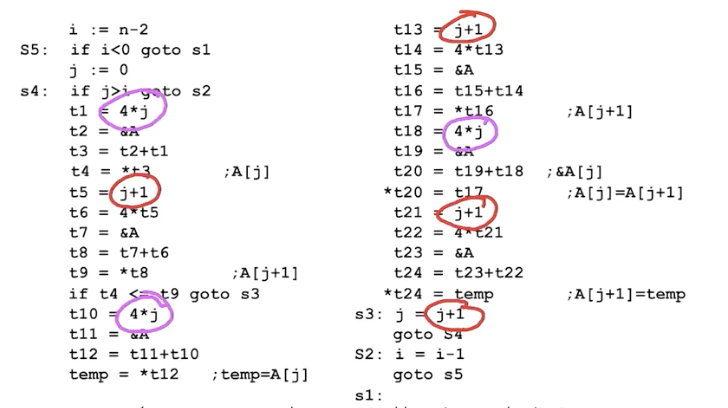 i := n-2
S5: if i<0 goto s1
j := 0
s4: if j>i goto s2
t1 = 4*j
t2 = &A
t3 = t2+t1
t4 = *t3 ;A[j]
t5 = j+1
t6 = 4*t5
t7 = &A
t8 = t7+t6
t9 = *t8 ;A[j+1]
if t4 <= t9 goto s3
t10 = 4*j
t11 = &A
t12 = t11+t10
temp = *t12 ;temp=A[j]
t13 = j+1
t14 = 4*t13
t15 = &A
t16 = t15+t14
t17 = *t16 ;A[j+1]
t18 = 4*j
t19 = &A
t20 = t19+t18 ;&A[j]
*t20 = t17 ;A[j]=A[j+1]
t21 = j+1
t22 = 4*t21
t23 = &A
t24 = t23+t22
*t24 = temp ;A[j+1]=temp
s3: j = j+1
goto S4
S2: i = i-1
goto s5
s1: